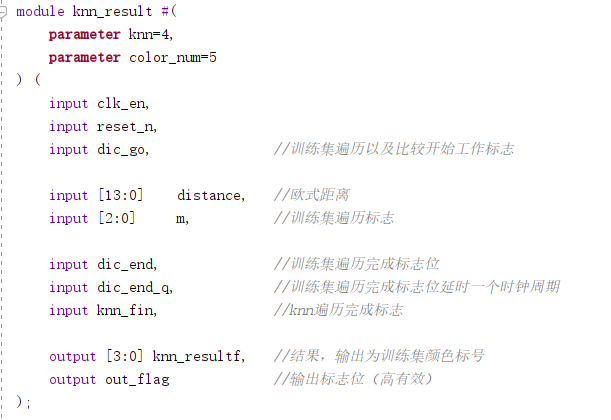 module knn_result #(
    parameter knn=4,
    parameter color_num=5
) (
    input clk_en,
    input reset_n,
    input dic_go,               //训练集遍历以及比较开始工作标志
    input [13:0]    distance,   //欧式距离
    input [2:0]     m,          //训练集遍历标志
    input dic_end,              //训练集遍历完成标志位
    input dic_end_q,            //训练集遍历完成标志位延时一个时钟周期
    input knn_fin,              //knn遍历完成标志
    output [3:0] knn_resultf,   //结果，输出为训练集颜色标号
    output out_flag             //输出标志位（高有效）
);